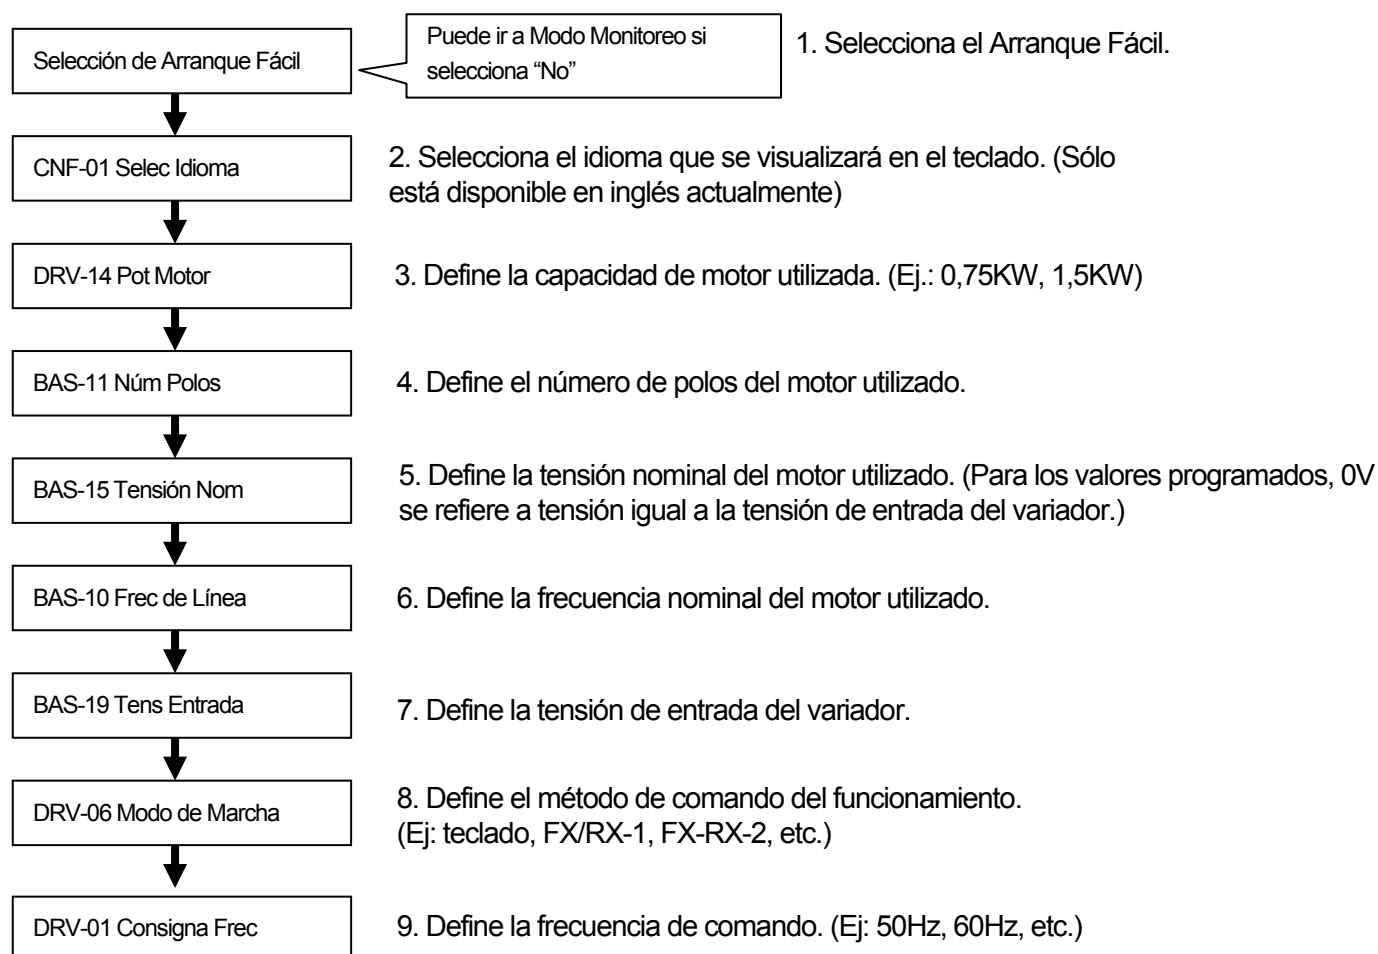 Selección de Arranque Fácil
Puede ir a Modo Monitoreo si
selecciona “No”
1. Selecciona el Arranque Fácil.
CNF-01 Selec Idioma
2. Selecciona el idioma que se visualizará en el teclado. (Sólo
está disponible en inglés actualmente)
DRV-14 Pot Motor
3. Define la capacidad de motor utilizada. (Ej.: 0,75KW, 1,5KW)
BAS-11 Núm Polos
4. Define el número de polos del motor utilizado.
BAS-15 Tensión Nom
5. Define la tensión nominal del motor utilizado. (Para los valores programados, 0V
se refiere a tensión igual a la tensión de entrada del variador.)
BAS-10 Frec de Línea
6. Define la frecuencia nominal del motor utilizado.
BAS-19 Tens Entrada
7. Define la tensión de entrada del variador.
DRV-06 Modo de Marcha
8. Define el método de comando del funcionamiento.
(Ej: teclado, FX/RX-1, FX-RX-2, etc.)
DRV-01 Consigna Frec
9. Define la frecuencia de comando. (Ej: 50Hz, 60Hz, etc.)